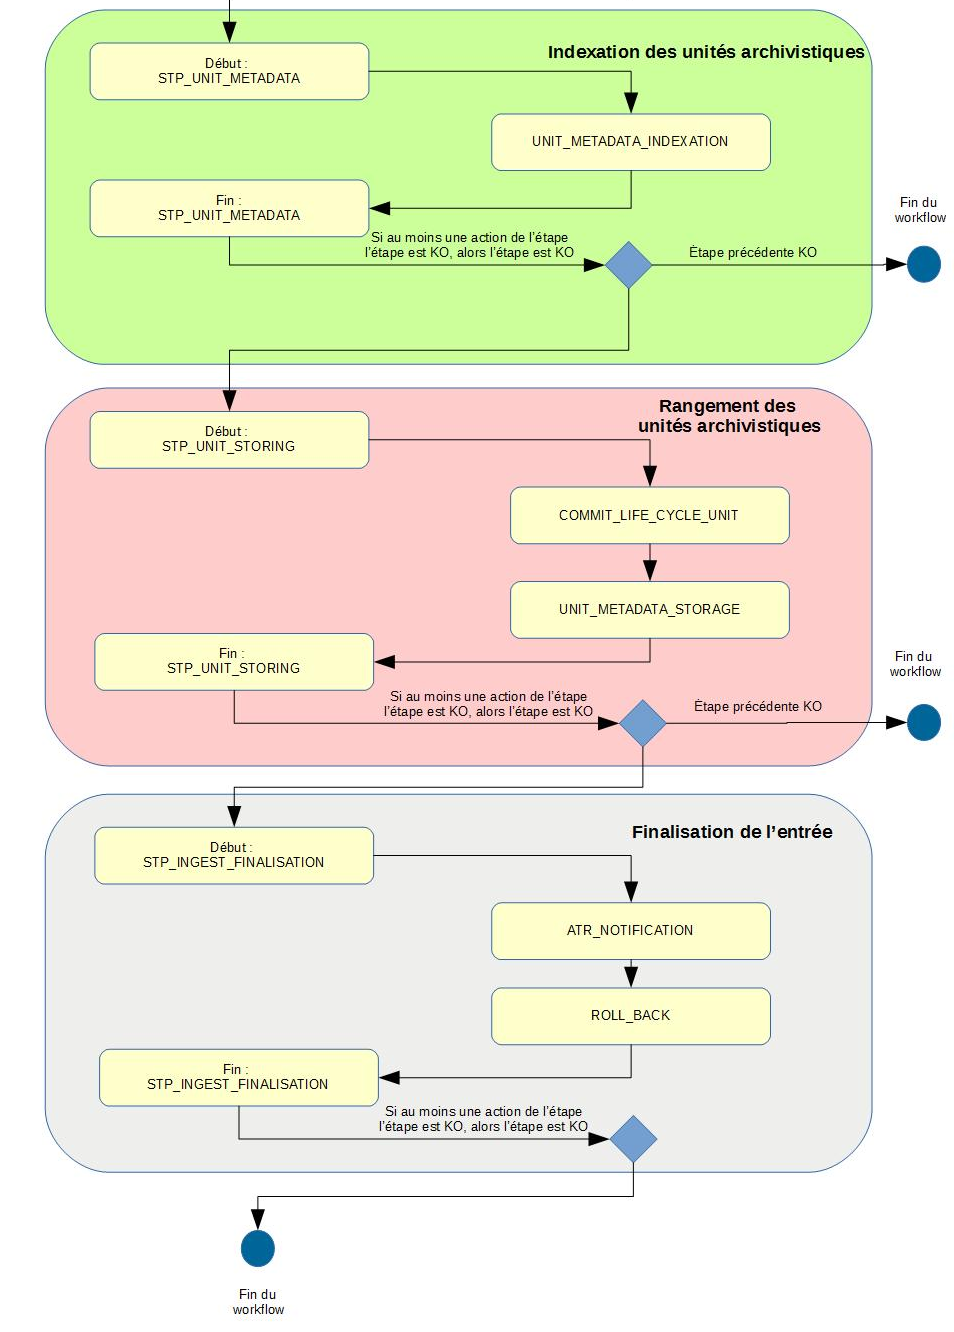 Indexation des unités archivistiques
Début :
STP_UNIT_METADATA
UNIT_METADATA_INDEXATION
Fin :
STP_UNIT_METADATA
Si au moins une action de l’étape
l’étape est KO, alors l’étape est KO
Étape précédente KO
Fin du
workflow
Rangement des
unités archivistiques
Début :
STP_UNIT_STORING
COMMIT_LIFE_CYCLE_UNIT
UNIT_METADATA_STORAGE
Fin :
STP_UNIT_STORING
Si au moins une action de l’étape
l’étape est KO, alors l’étape est KO
Étape précédente KO
Fin du
workflow
Finalisation de l’entrée
Début :
STP_INGEST_FINALISATION
ATR_NOTIFICATION
ROLL_BACK
Fin :
STP_INGEST_FINALISATION
Si au moins une action de l’étape
l’étape est KO, alors l’étape est KO
Fin du
workflow